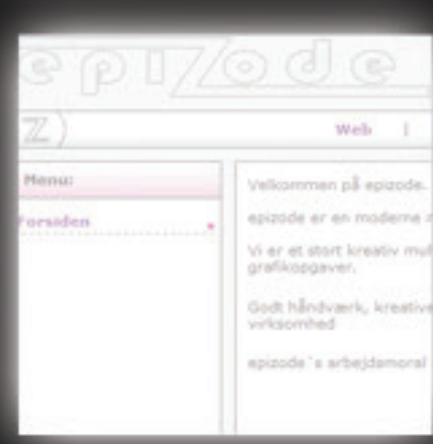 epizode
Z)
Web |
Menu:
Forsiden
Velkommen på epizode.
epizode er en moderne
Vi er et stort kreativ mul
grafikopgaver.
Godt håndværk, kreative
virksomhed
epizode`s arbejdsmoral